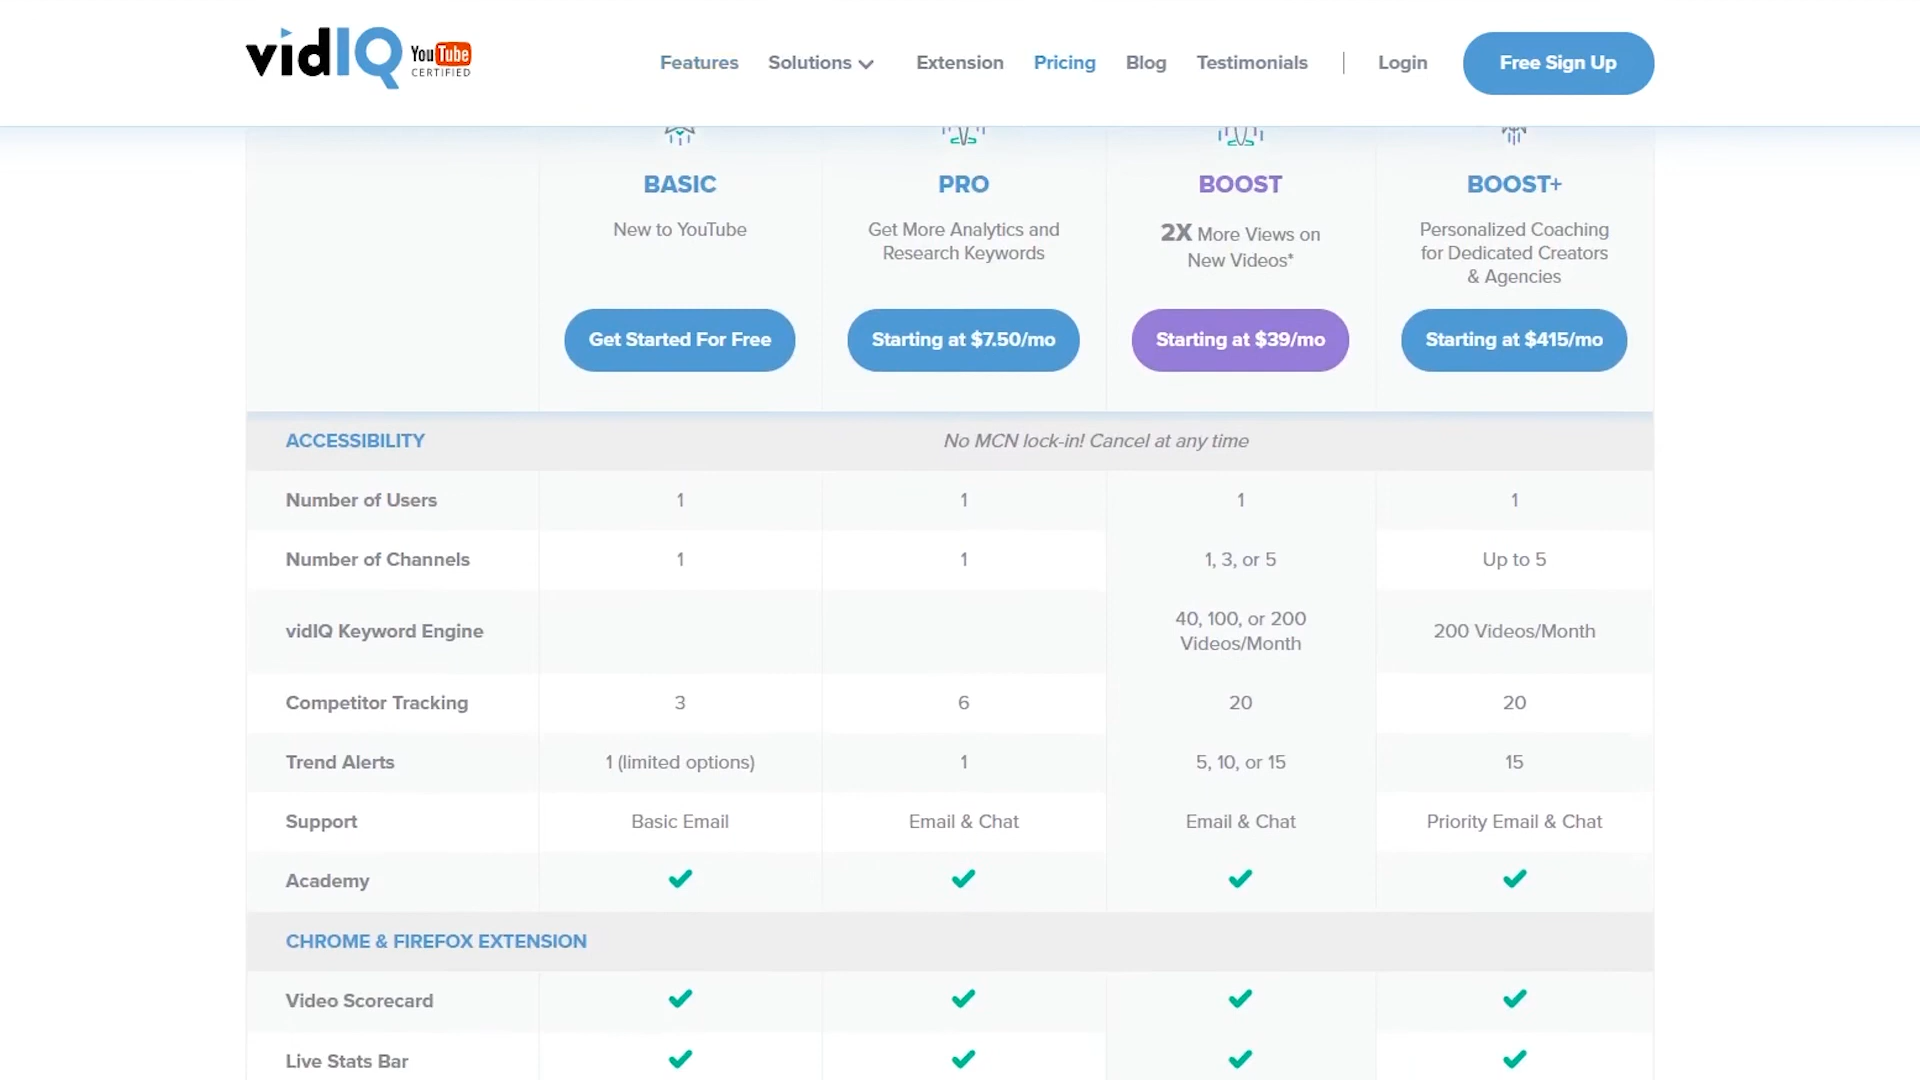 vidIQ YouTube CERTIFIED
Features Solutions Extension Pricing Blog Testimonials | Login Free Sign Up
BASIC PRO BOOST BOOST+
New to YouTube
Get More Analytics and
Research Keywords
2X More Views on
New Videos*
Personalized Coaching
for Dedicated Creators
& Agencies
Get Started For Free Starting at $7.50/mo Starting at $39/mo Starting at $415/mo
ACCESSIBILITY No MCN lock-in! Cancel at any time
Number of Users 1 1 1 1
Number of Channels 1 1 1, 3, or 5 Up to 5
vidIQ Keyword Engine 40, 100, or 200
Videos/Month 200 Videos/Month
Competitor Tracking 3 6 20 20
Trend Alerts 1 (limited options) 1 5, 10, or 15 15
Support Basic Email Email & Chat Email & Chat Priority Email & Chat
Academy
CHROME & FIREFOX EXTENSION
Video Scorecard
Live Stats Bar